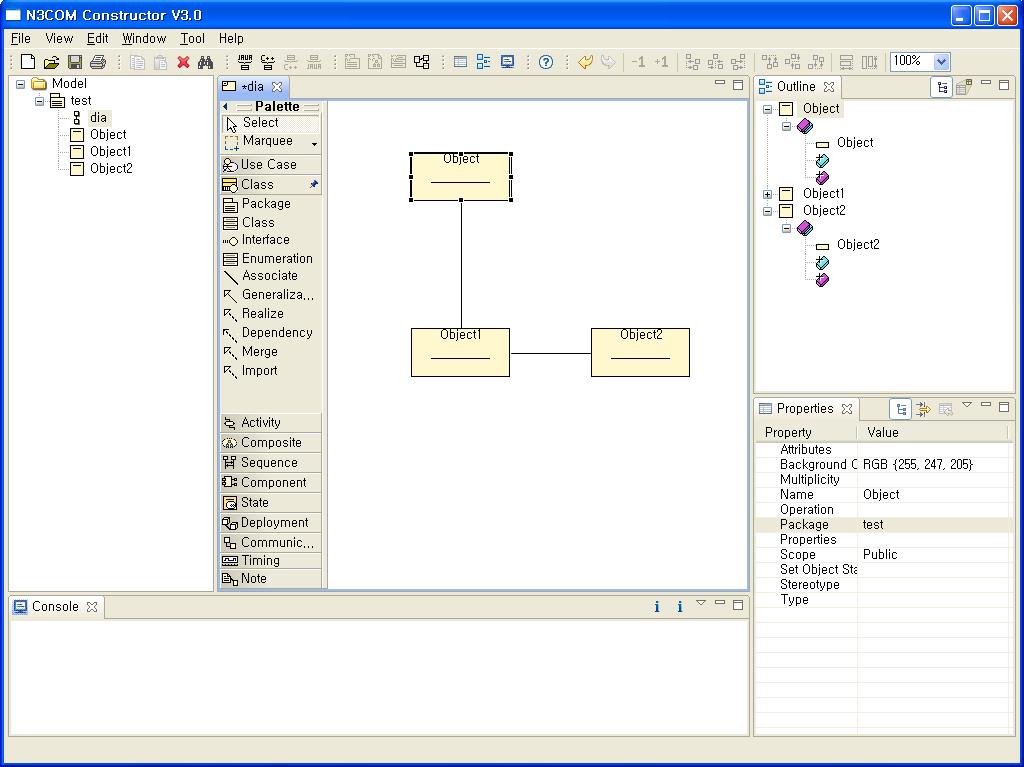 N3COM Constructor V3.0
File View Edit Window Tool Help
-1 +1 100%
Model
test
dia
Object
Object1
Object2
*dia
Palette
Select
Marquee
Use Case
Class
Package
Class
Interface
Enumeration
Associate
Generaliza...
Realize
Dependency
Merge
Import
Activity
Composite
Sequence
Component
State
Deployment
Communic...
Timing
Note
Object
Object1
Object2
Outline
Object
Object
Object1
Object2
Object2
Properties
Property Value
Attributes
Background C RGB {255, 247, 205}
Multiplicity
Name Object
Operation
Package test
Properties
Scope Public
Set Object Sta
Stereotype
Type
Console